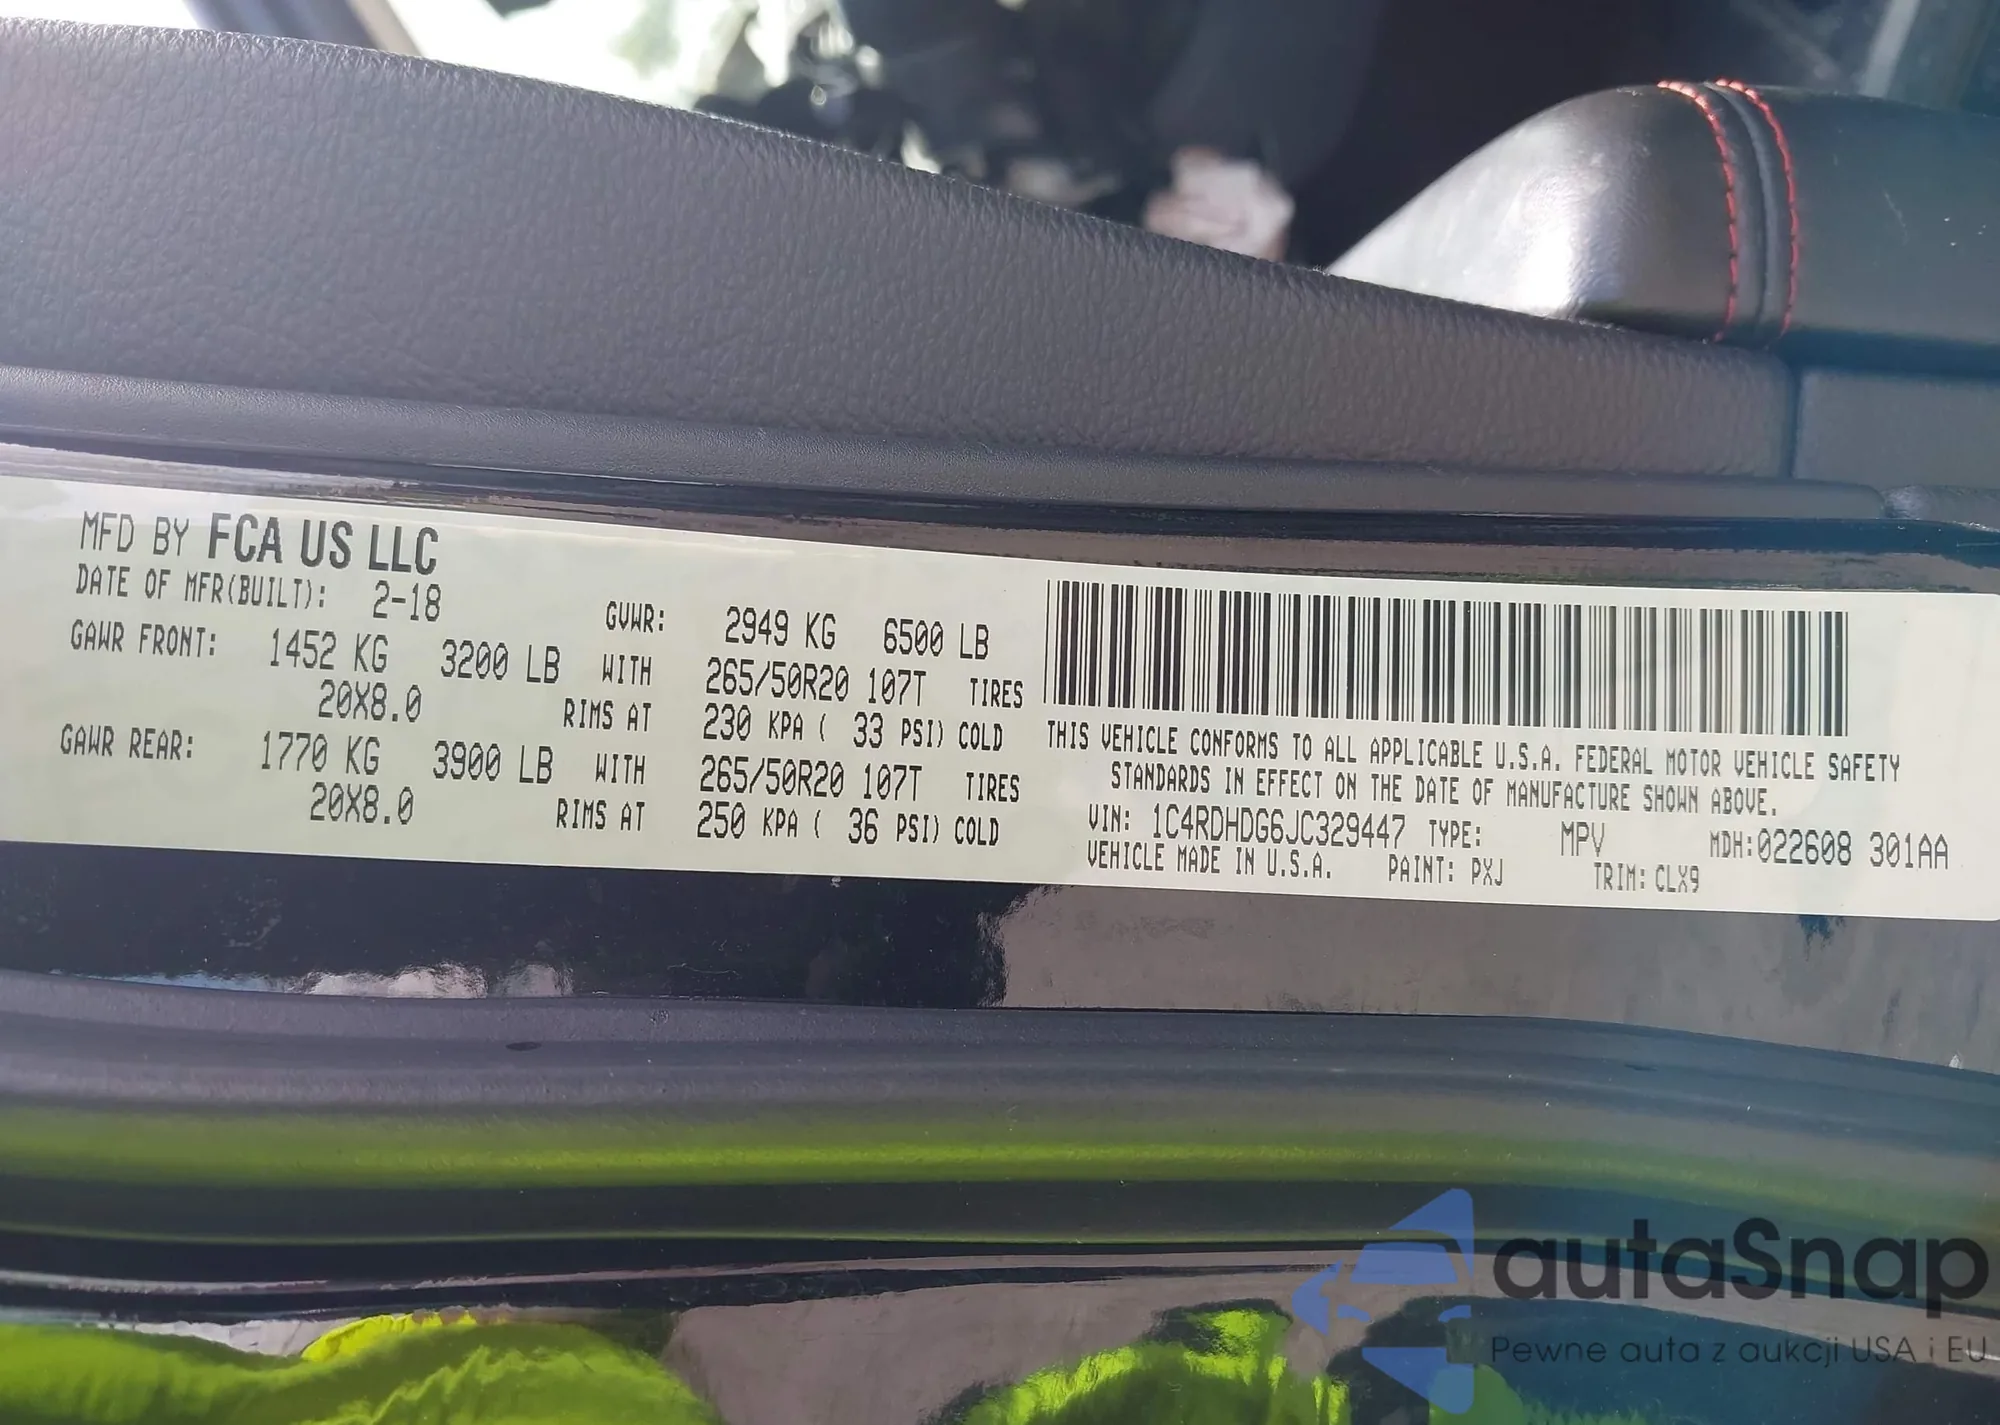 MFD BY FCA US LLC
DATE OF MFR(BUILT): 2-18
GVWR: 2949 KG 6500 LB
GAWR FRONT: 1452 KG 3200 LB WITH 265/50R20 107T TIRES
20X8.0 RIMS AT 230 KPA ( 33 PSI) COLD
GAWR REAR: 1770 KG 3900 LB WITH 265/50R20 107T TIRES
20X8.0 RIMS AT 250 KPA ( 36 PSI) COLD
THIS VEHICLE CONFORMS TO ALL APPLICABLE U.S.A. FEDERAL MOTOR VEHICLE SAFETY
STANDARDS IN EFFECT ON THE DATE OF MANUFACTURE SHOWN ABOVE.
VIN: 1C4RDHDG6JC329447 TYPE: MPV MDH:022608 301AA
VEHICLE MADE IN U.S.A. PAINT: PXJ TRIM: CLX9
autaSnap
Pewne auta z aukcji USA i EU